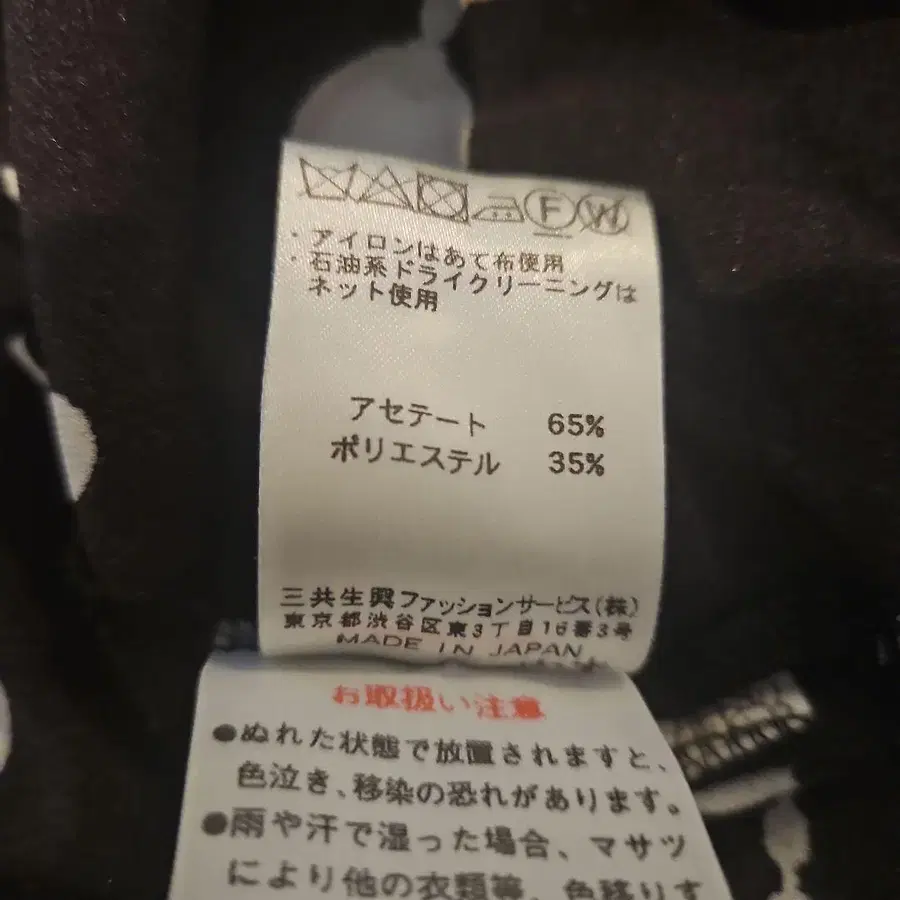 F W
・アイロンはあて布使用
・石油系ドライクリーニングは
ネット使用
アセテート 65%
ポリエステル 35%
三共生興ファッションサービス(株)
東京都渋谷区東3丁目16番3号
MADE IN JAPAN
お取扱い注意
●ぬれた状態で放置されますと、
色泣き、移染の恐れがあります。
●雨や汗で湿った場合、マサツ
により他の衣類等、色移りす